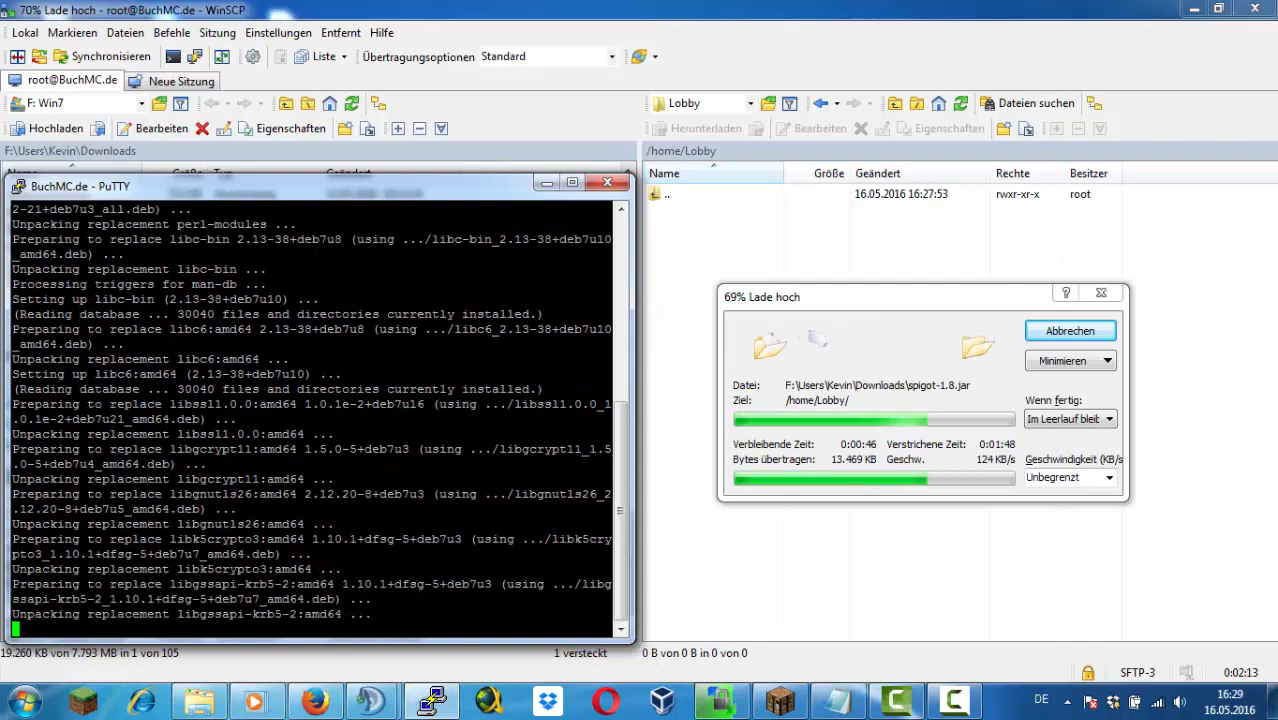 70% Lade hoch - root@BuchMC.de - WinSCP
Lokal Markieren Dateien Befehle Sitzung Einstellungen Entfernt Hilfe
Synchronisieren Liste Übertragungsoptionen Standard
root@BuchMC.de Neue Sitzung
F: Win7 Lobby Dateien suchen
Hochladen Bearbeiten Eigenschaften Herunterladen Bearbeiten Eigenschaften
F:\Users\Kevin\Downloads /home/Lobby
Name Größe Geändert Rechte Besitzer
.. 16.05.2016 16:27:53 rwxr-xr-x root
BuchMC.de - PuTTY
2-21+deb7u3_all.deb) ...
Unpacking replacement perl-modules ...
Preparing to replace libc-bin 2.13-38+deb7u8 (using .../libc-bin_2.13-38+deb7u10
_amd64.deb) ...
Unpacking replacement libc-bin ...
Processing triggers for man-db ...
Setting up libc-bin (2.13-38+deb7u10) ...
(Reading database ... 30040 files and directories currently installed.)
Preparing to replace libc6:amd64 2.13-38+deb7u8 (using .../libc6_2.13-38+deb7u10
_amd64.deb) ...
Unpacking replacement libc6:amd64 ...
Setting up libc6:amd64 (2.13-38+deb7u10) ...
(Reading database ... 30040 files and directories currently installed.)
Preparing to replace libssl1.0.0:amd64 1.0.1e-2+deb7u16 (using .../libssl1.0.0_1
.0.1e-2+deb7u21_amd64.deb) ...
Unpacking replacement libssl1.0.0:amd64 ...
Preparing to replace libgcrypt11:amd64 1.5.0-5+deb7u3 (using .../libgcrypt11_1.5
.0-5+deb7u4_amd64.deb) ...
Unpacking replacement libgcrypt11:amd64 ...
Preparing to replace libgnutls26:amd64 2.12.20-8+deb7u3 (using .../libgnutls26_2
.12.20-8+deb7u5_amd64.deb) ...
Unpacking replacement libgnutls26:amd64 ...
Preparing to replace libk5crypto3:amd64 1.10.1+dfsg-5+deb7u3 (using .../libk5cry
pto3_1.10.1+dfsg-5+deb7u7_amd64.deb) ...
Unpacking replacement libk5crypto3:amd64 ...
Preparing to replace libgssapi-krb5-2:amd64 1.10.1+dfsg-5+deb7u3 (using .../libg
ssapi-krb5-2_1.10.1+dfsg-5+deb7u7_amd64.deb) ...
Unpacking replacement libgssapi-krb5-2:amd64 ...
69% Lade hoch
Abbrechen
Minimieren
Datei: F:\Users\Kevin\Downloads\spigot-1.8.jar
Ziel: /home/Lobby/
Wenn fertig:
Im Leerlauf bleit
Verbleibende Zeit: 0:00:46 Verstrichene Zeit: 0:01:48
Bytes übertragen: 13.469 KB Geschw. 124 KB/s
Geschwindigkeit (KB/s
Unbegrenzt
19.260 KB von 7.793 MB in 1 von 105 1 versteckt 0 B von 0 B in 0 von 0
SFTP-3 0:02:13
DE 16:29
16.05.2016